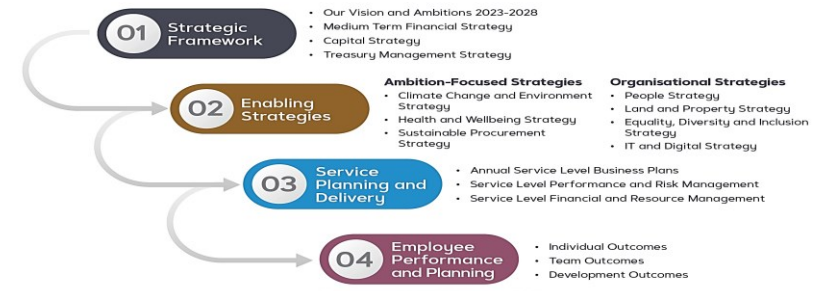 01
Strategic
Framework
• Our Vision and Ambitions 2023-2028
• Medium Term Financial Strategy
• Capital Strategy
• Treasury Management Strategy
02
Enabling
Strategies
Ambition-Focused Strategies
• Climate Change and Environment
Strategy
• Health and Wellbeing Strategy
• Sustainable Procurement
Strategy
Organisational Strategies
• People Strategy
• Land and Property Strategy
• Equality, Diversity and Inclusion
Strategy
• IT and Digital Strategy
03
Service
Planning and
Delivery
• Annual Service Level Business Plans
• Service Level Performance and Risk Management
• Service Level Financial and Resource Management
04
Employee
Performance
and Planning
• Individual Outcomes
• Team Outcomes
• Development Outcomes